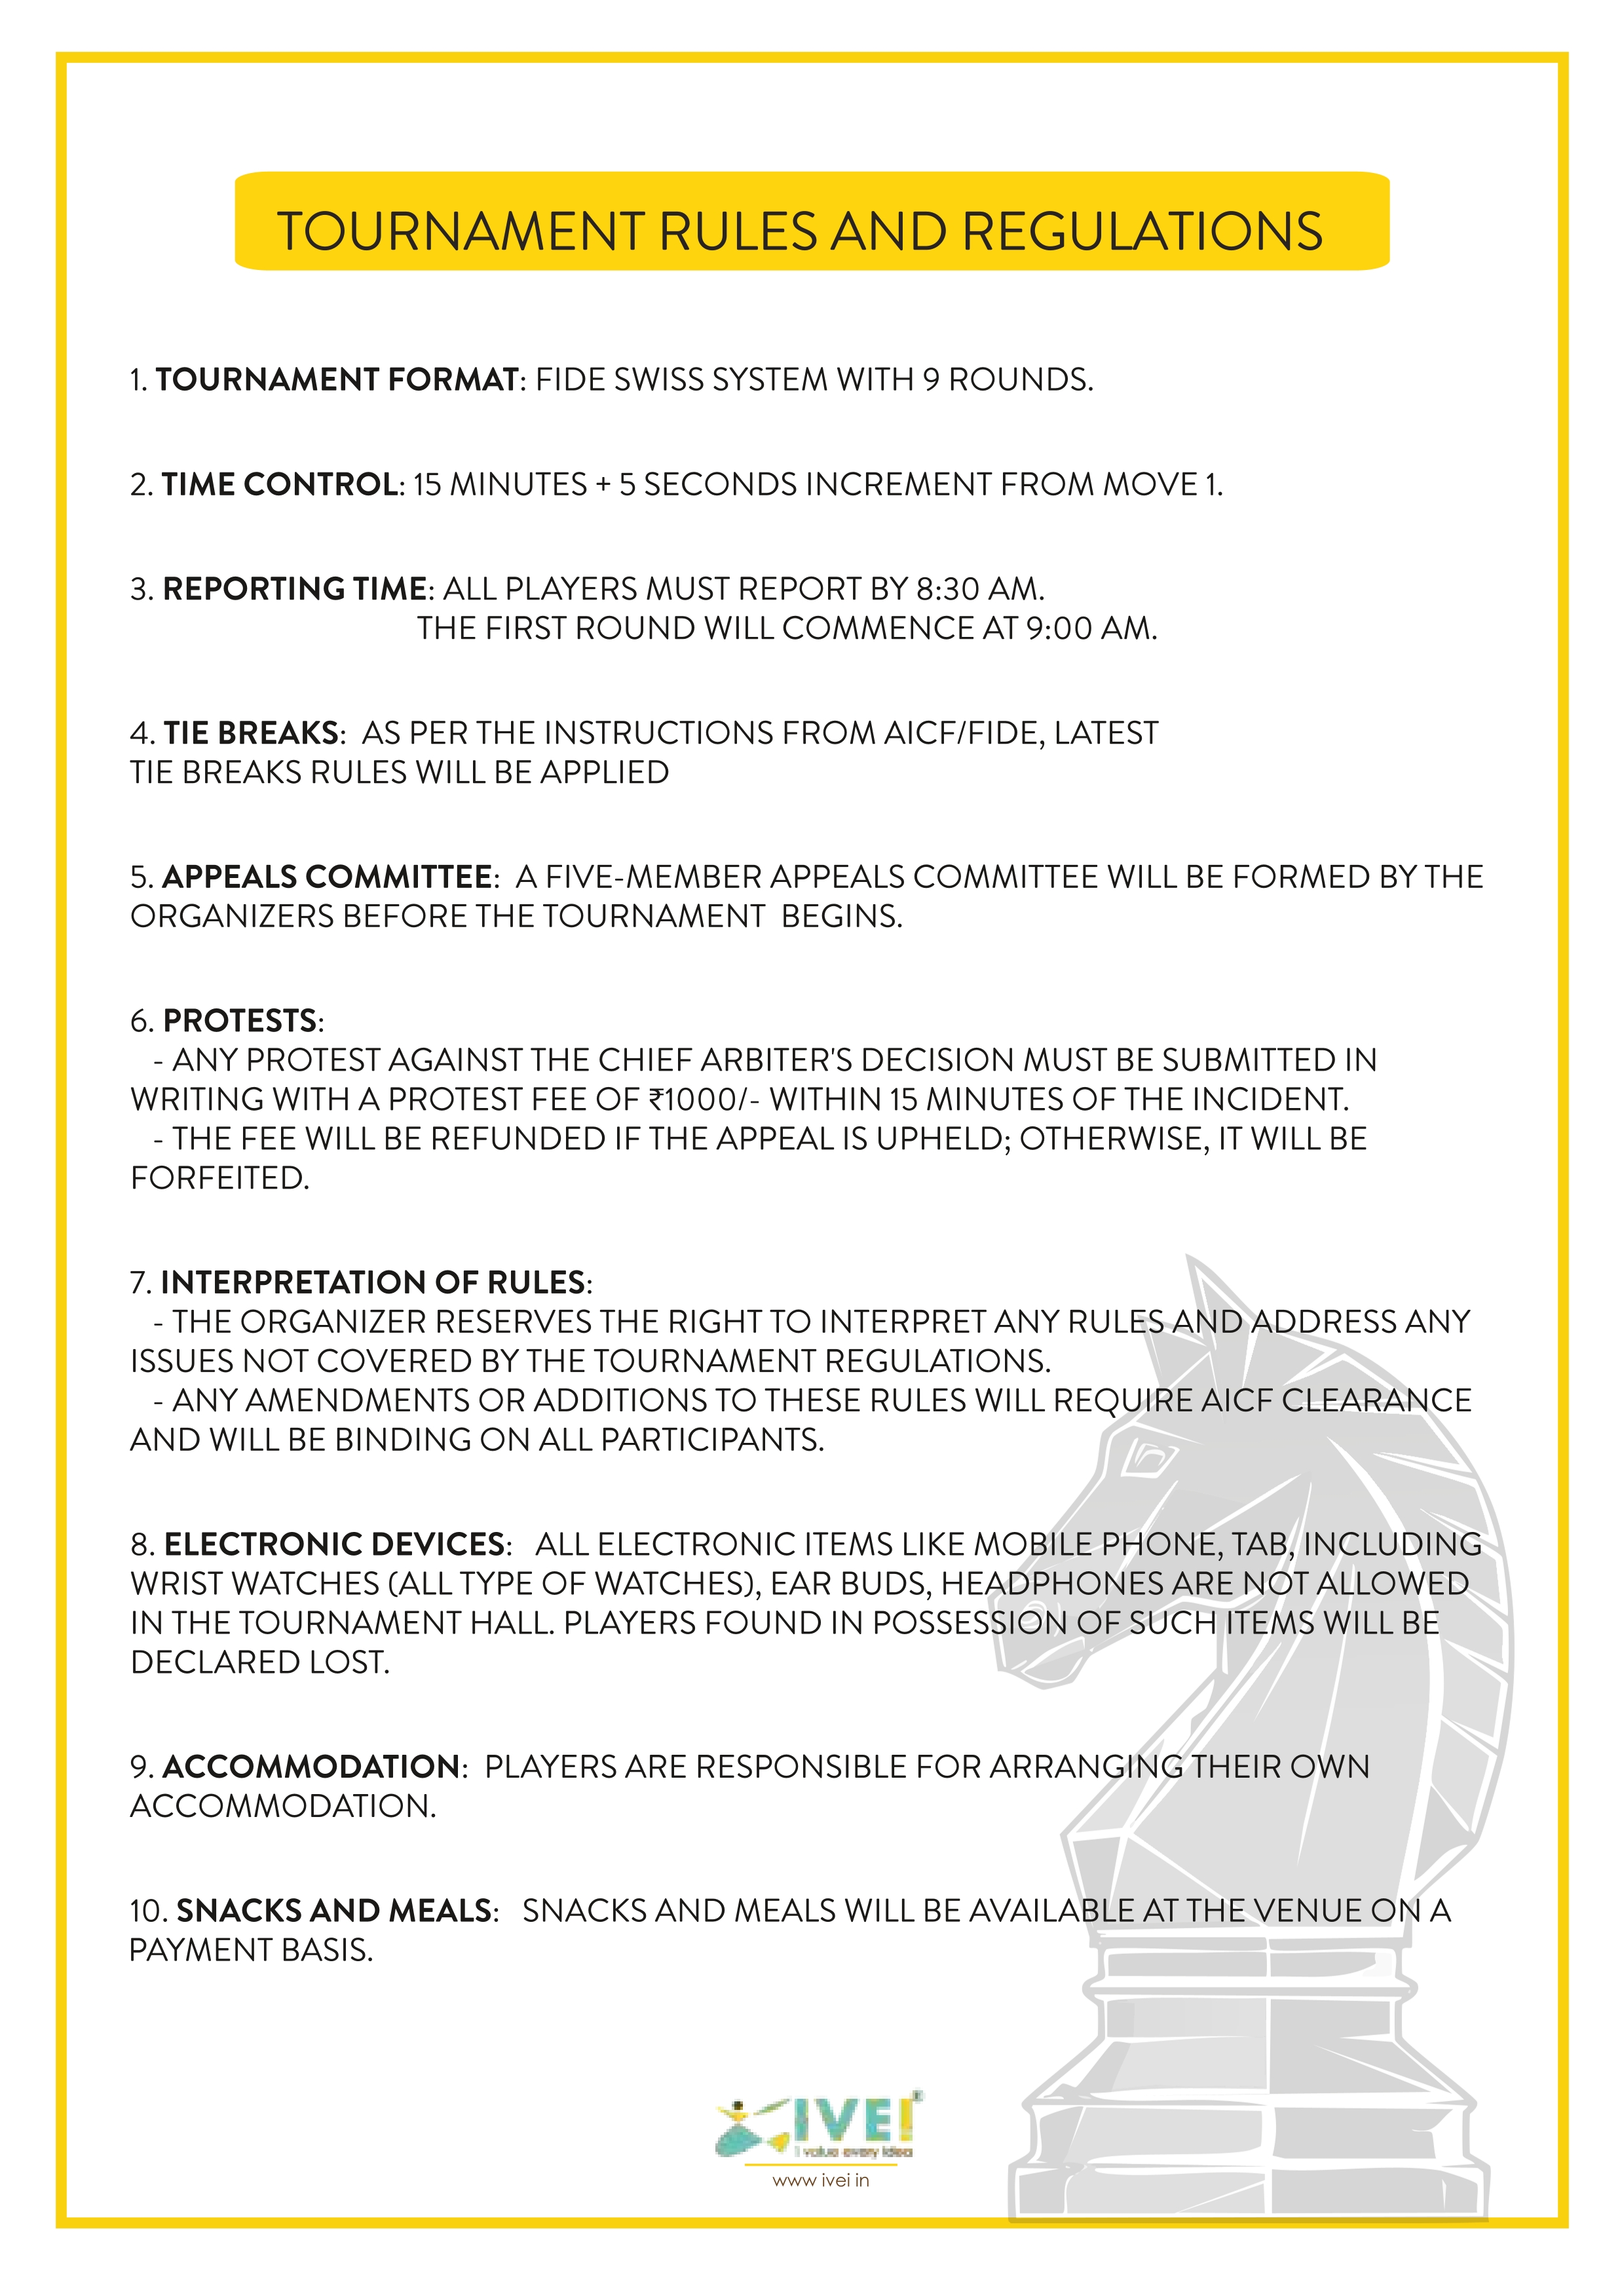 TOURNAMENT RULES AND REGULATIONS
1. TOURNAMENT FORMAT: FIDE SWISS SYSTEM WITH 9 ROUNDS.
2. TIME CONTROL: 15 MINUTES + 5 SECONDS INCREMENT FROM MOVE 1.
3. REPORTING TIME: ALL PLAYERS MUST REPORT BY 8:30 AM.
THE FIRST ROUND WILL COMMENCE AT 9:00 AM.
4. TIE BREAKS: AS PER THE INSTRUCTIONS FROM AICF/FIDE, LATEST
TIE BREAKS RULES WILL BE APPLIED
5. APPEALS COMMITTEE: A FIVE-MEMBER APPEALS COMMITTEE WILL BE FORMED BY THE
ORGANIZERS BEFORE THE TOURNAMENT BEGINS.
6. PROTESTS:
- ANY PROTEST AGAINST THE CHIEF ARBITER'S DECISION MUST BE SUBMITTED IN
WRITING WITH A PROTEST FEE OF ₹1000/- WITHIN 15 MINUTES OF THE INCIDENT.
- THE FEE WILL BE REFUNDED IF THE APPEAL IS UPHELD; OTHERWISE, IT WILL BE
FORFEITED.
7. INTERPRETATION OF RULES:
- THE ORGANIZER RESERVES THE RIGHT TO INTERPRET ANY RULES AND ADDRESS ANY
ISSUES NOT COVERED BY THE TOURNAMENT REGULATIONS.
- ANY AMENDMENTS OR ADDITIONS TO THESE RULES WILL REQUIRE AICF CLEARANCE
AND WILL BE BINDING ON ALL PARTICIPANTS.
8. ELECTRONIC DEVICES: ALL ELECTRONIC ITEMS LIKE MOBILE PHONE, TAB, INCLUDING
WRIST WATCHES (ALL TYPE OF WATCHES), EAR BUDS, HEADPHONES ARE NOT ALLOWED
IN THE TOURNAMENT HALL. PLAYERS FOUND IN POSSESSION OF SUCH ITEMS WILL BE
DECLARED LOST.
9. ACCOMMODATION: PLAYERS ARE RESPONSIBLE FOR ARRANGING THEIR OWN
ACCOMMODATION.
10. SNACKS AND MEALS: SNACKS AND MEALS WILL BE AVAILABLE AT THE VENUE ON A
PAYMENT BASIS.
IVEI
I value every idea
www ivei in